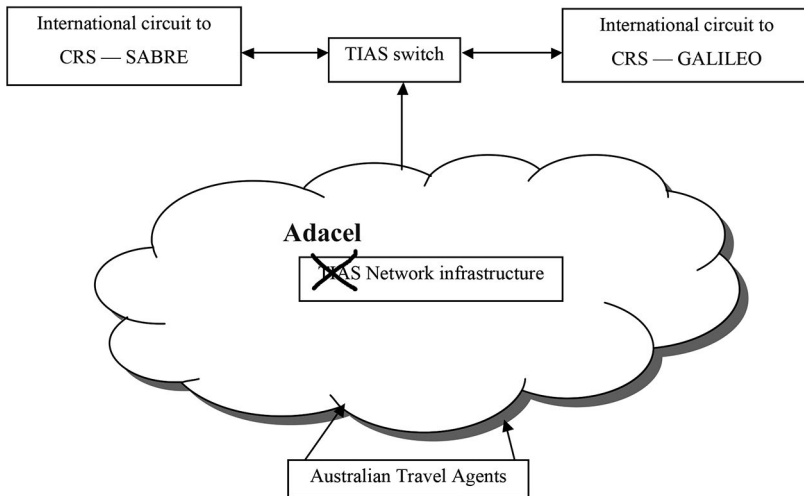 International circuit to
CRS — SABRE
TIAS switch
International circuit to
CRS — GALILEO
Adacel
TIAS Network infrastructure
Australian Travel Agents